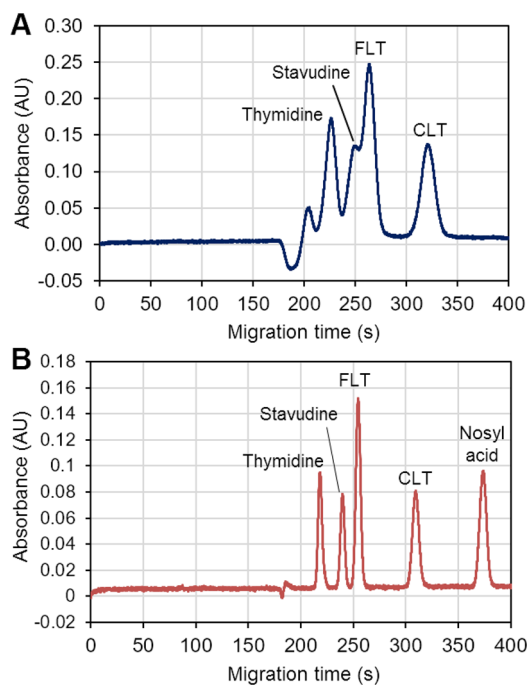 A
Absorbance (AU)
0.30
0.25
0.20
0.15
0.10
0.05
0.00
-0.05
FLT
Stavudine
Thymidine
CLT
0 50 100 150 200 250 300 350 400
Migration time (s)
B
Absorbance (AU)
0.18
0.16
0.14
0.12
0.1
0.08
0.06
0.04
0.02
0
-0.02
FLT
Stavudine
Thymidine
CLT
Nosyl
acid
0 50 100 150 200 250 300 350 400
Migration time (s)